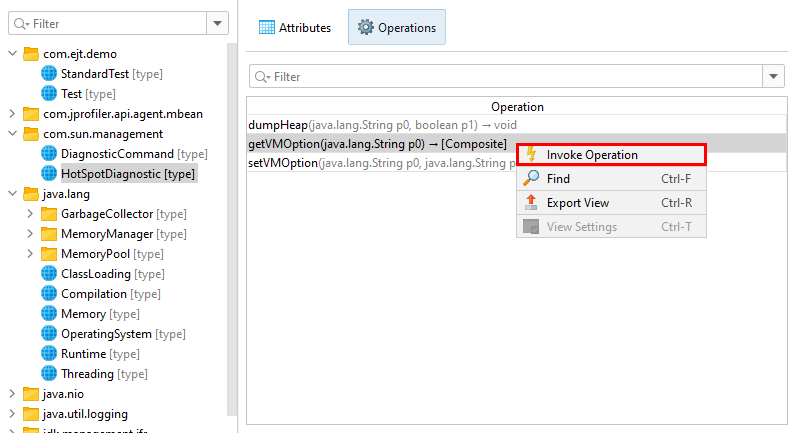 Filter
com.ejt.demo
StandardTest [type]
Test [type]
com.jprofiler.api.agent.mbean
com.sun.management
DiagnosticCommand [type]
HotSpotDiagnostic [type]
java.lang
GarbageCollector [type]
MemoryManager [type]
MemoryPool [type]
ClassLoading [type]
Compilation [type]
Memory [type]
OperatingSystem [type]
Runtime [type]
Threading [type]
java.nio
java.util.logging
Attributes
Operations
Filter
Operation
dumpHeap(java.lang.String p0, boolean p1) → void
getVMOption(java.lang.String p0) → [Composite]
setVMOption(java.lang.String p0, java.lang.String p
Invoke Operation
Find Ctrl-F
Export View Ctrl-R
View Settings Ctrl-T